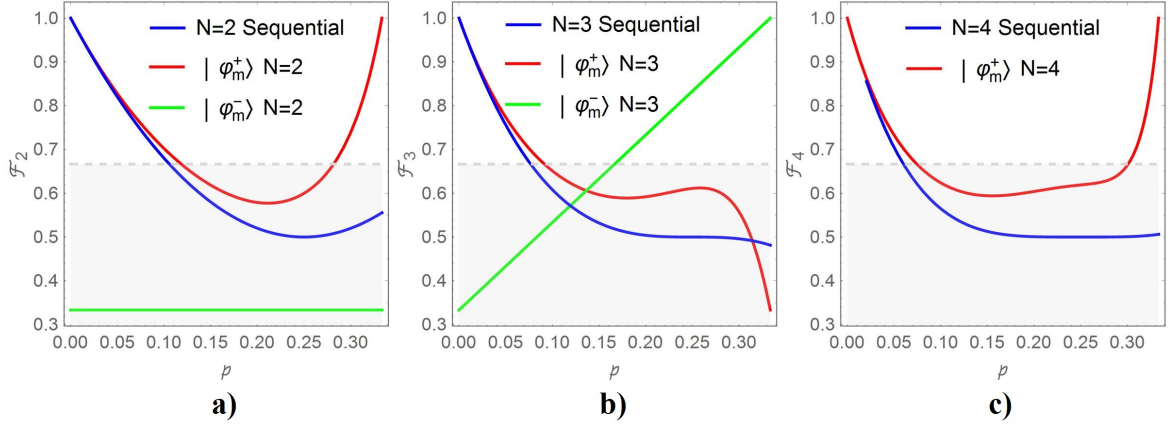 N=2 Sequential
| φ⁺ₘ⟩ N=2
| φ⁻ₘ⟩ N=2
1.0
0.9
0.8
0.7
0.6
0.5
0.4
0.3
ℱ₂
0.00 0.05 0.10 0.15 0.20 0.25 0.30
p
a)
N=3 Sequential
| φ⁺ₘ⟩ N=3
| φ⁻ₘ⟩ N=3
1.0
0.9
0.8
0.7
0.6
0.5
0.4
0.3
ℱ₃
0.00 0.05 0.10 0.15 0.20 0.25 0.30
p
b)
N=4 Sequential
| φ⁺ₘ⟩ N=4
1.0
0.9
0.8
0.7
0.6
0.5
0.4
0.3
ℱ₄
0.00 0.05 0.10 0.15 0.20 0.25 0.30
p
c)